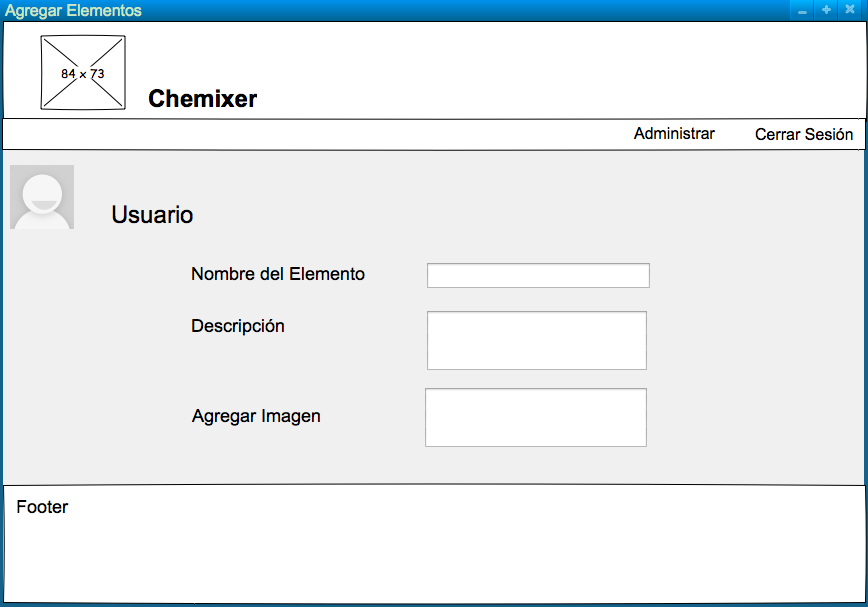 Agregar Elementos
84 x 73
Chemixer
Administrar
Cerrar Sesión
Usuario
Nombre del Elemento
Descripción
Agregar Imagen
Footer